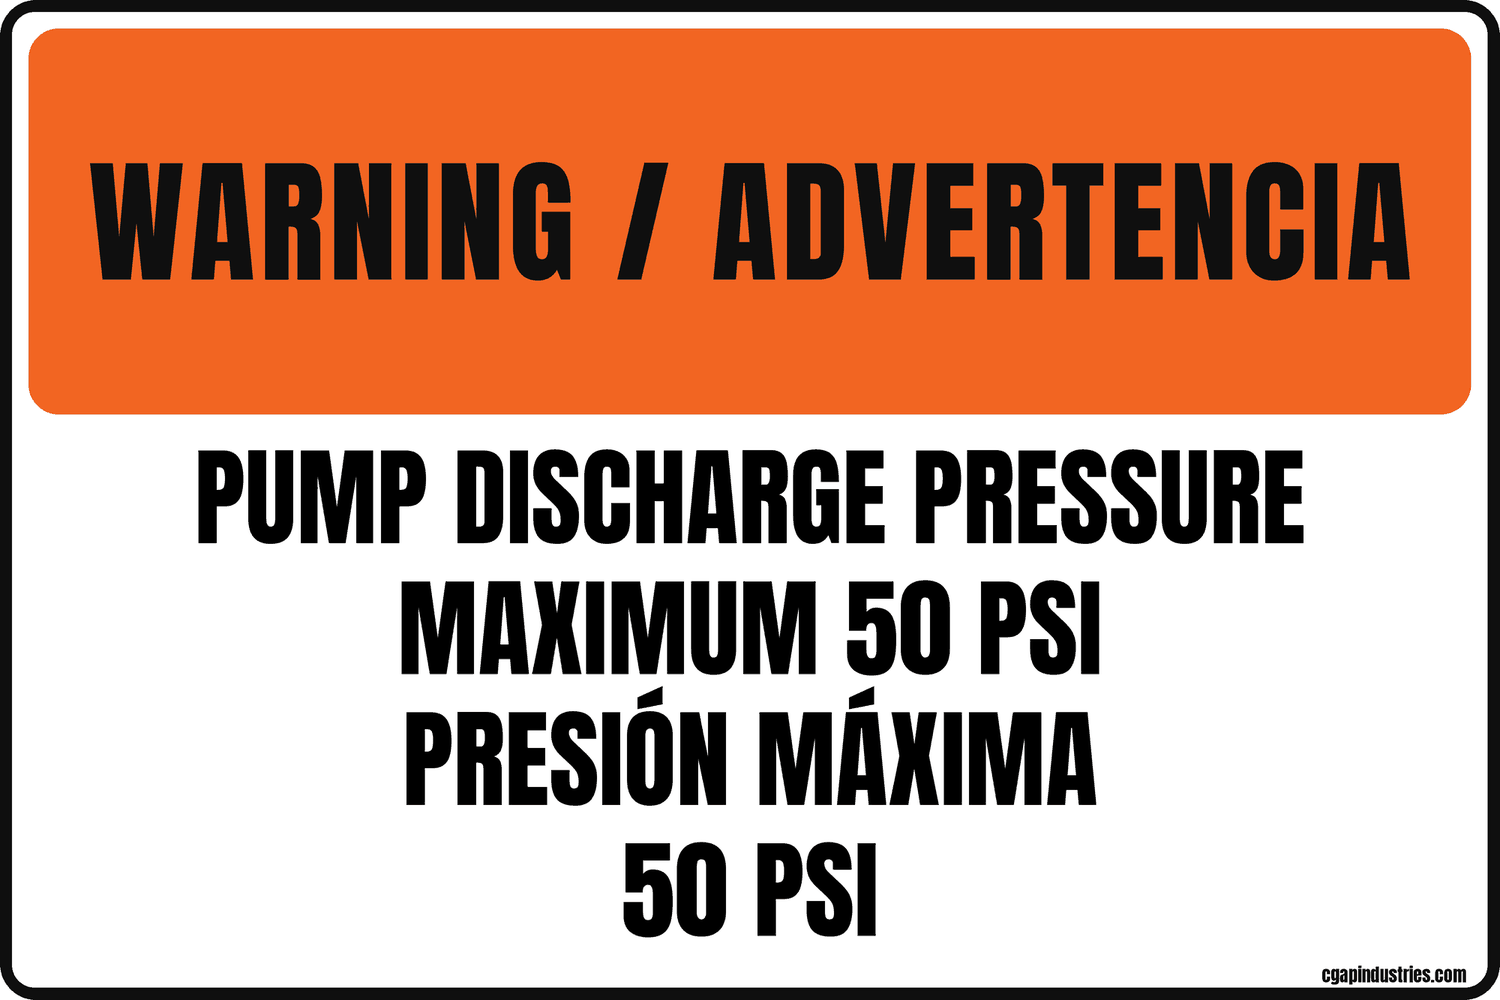 WARNING / ADVERTENCIA
PUMP DISCHARGE PRESSURE
MAXIMUM 50 PSI
PRESIÓN MÁXIMA
50 PSI
cgapindustries.com